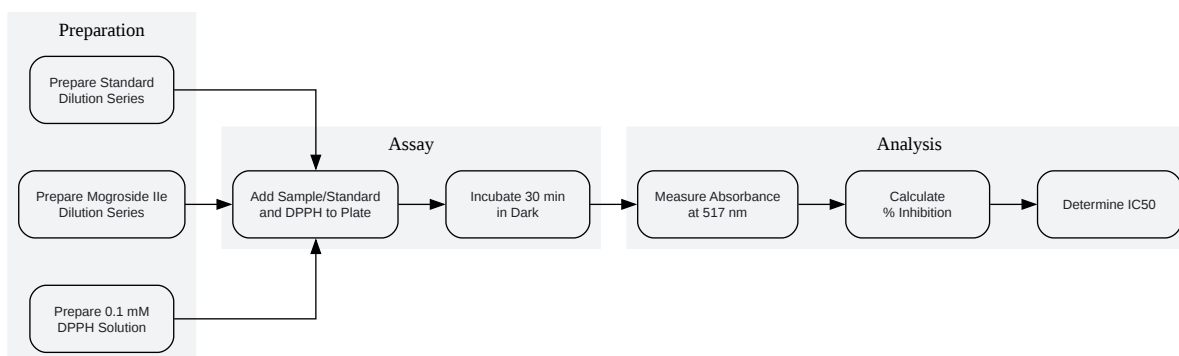 Preparation
Prepare Standard
Dilution Series
Prepare Mogroside IIe
Dilution Series
Prepare 0.1 mM
DPPH Solution
Assay
Add Sample/Standard
and DPPH to Plate
Incubate 30 min
in Dark
Analysis
Measure Absorbance
at 517 nm
Calculate
% Inhibition
Determine IC50